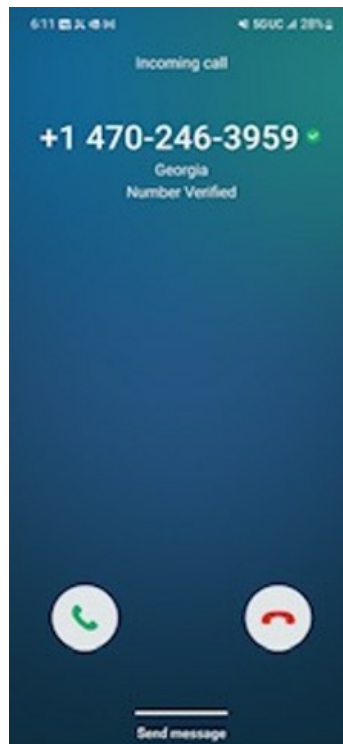 6:11
5GUC 28%
Incoming call
+1 470-246-3959
Georgia
Number Verified
Send message